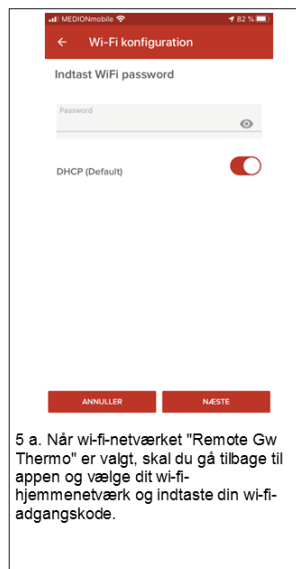 MEDIONmobile 82 %
← Wi-Fi konfiguration
Indtast WiFi password
Password
DHCP (Default)
ANNULLER NÆSTE
5 a. Når wi-fi-netværket "Remote Gw
Thermo" er valgt, skal du gå tilbage til
appen og vælge dit wi-fi-
hjemmenetværk og indtaste din wi-fi-
adgangskode.